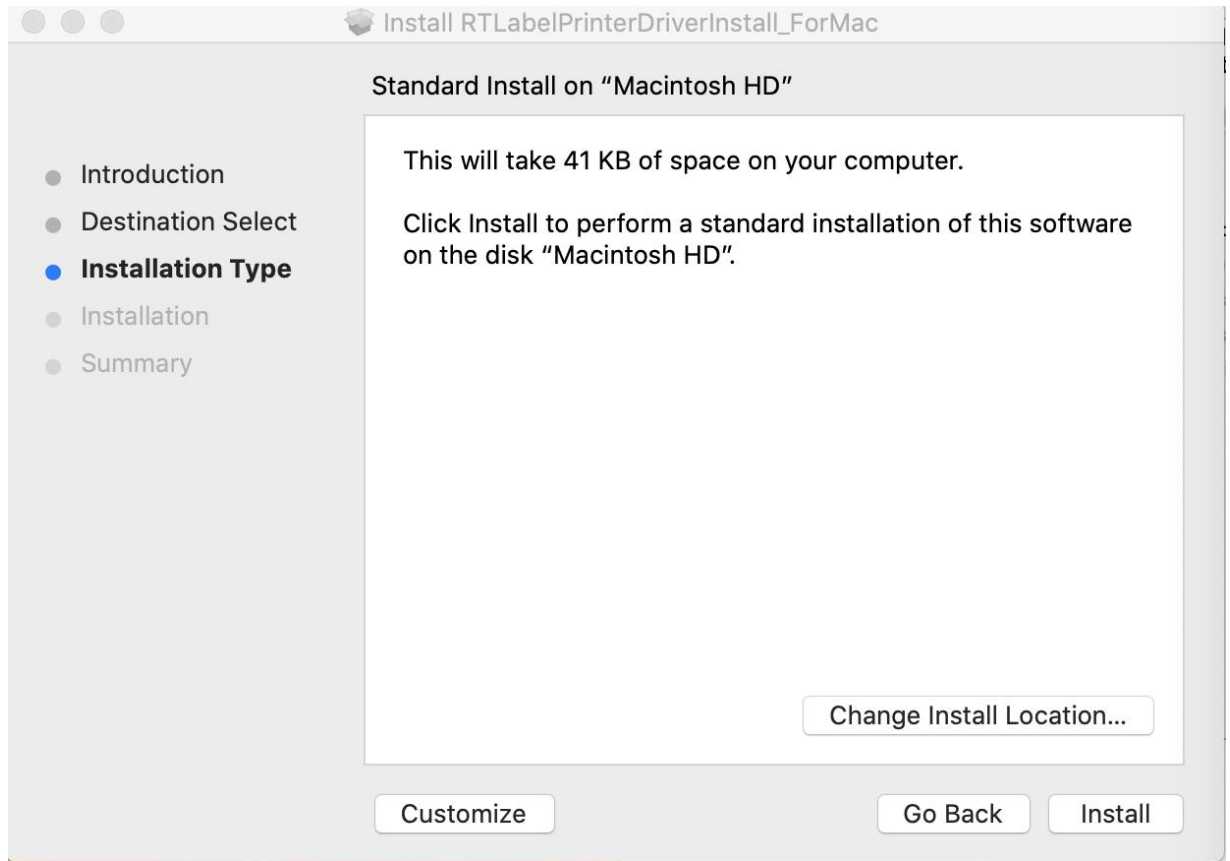 Install RTLabelPrinterDriverInstall_ForMac
Standard Install on “Macintosh HD”
Introduction
Destination Select
Installation Type
Installation
Summary
This will take 41 KB of space on your computer.
Click Install to perform a standard installation of this software
on the disk “Macintosh HD”.
Change Install Location...
Customize
Go Back
Install